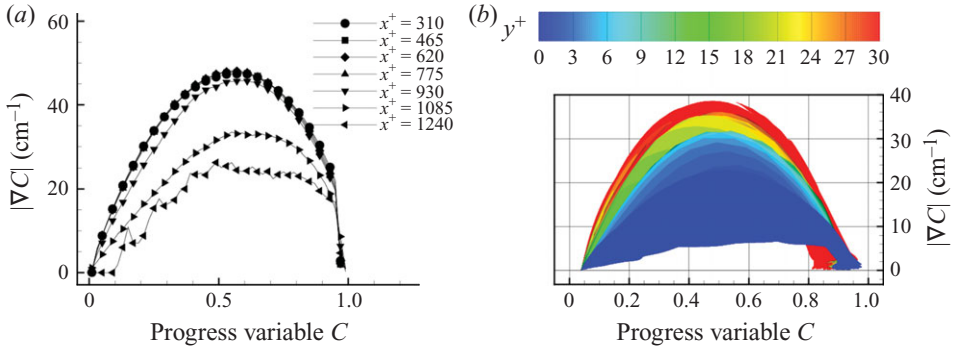 (a)
60
40
20
0
|∇C| (cm⁻¹)
x⁺ = 310
x⁺ = 465
x⁺ = 620
x⁺ = 775
x⁺ = 930
x⁺ = 1085
x⁺ = 1240
0 0.5 1.0
Progress variable C
(b) y⁺
0 3 6 9 12 15 18 21 24 27 30
40
30
20
10
0
|∇C| (cm⁻¹)
0 0.2 0.4 0.6 0.8 1.0
Progress variable C